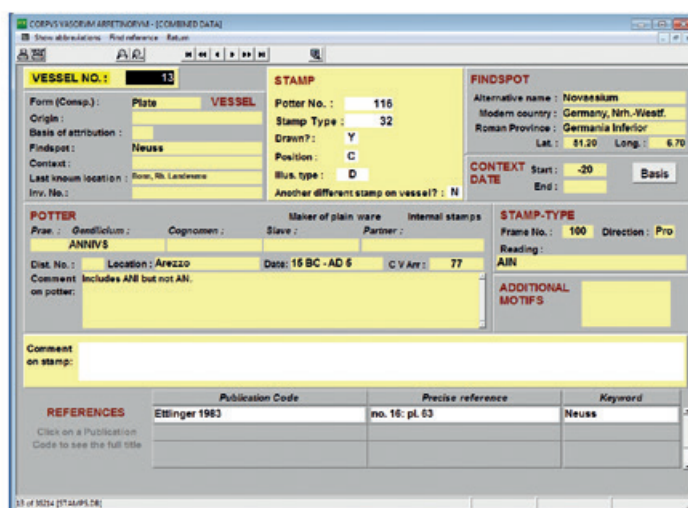 CORPVS VASORVM ARRETINORVM - [COMBINED DATA]
Show abbreviations Find reference Return
VESSEL NO. : 13
Form (Consp.) : Plate VESSEL
Origin :
Basis of attribution :
Findspot : Neuss
Context :
Last known location : Bonn, Rh. Landesmus
Inv. No. :
STAMP
Potter No. : 116
Stamp Type : 32
Drawn? : Y
Position : C
Illus. type : D
Another different stamp on vessel? : N
FINDSPOT
Alternative name : Novaesium
Modern country : Germany, Nrh.-Westf.
Roman Province : Germania Inferior
Lat. : 51.20 Long. : 6.70
CONTEXT DATE Start : -20 Basis
End :
POTTER Maker of plain ware Internal stamps
Prae. : Gentilicium : Cognomen : Slave : Partner :
ANNIVS
Dist. No. : Location : Arezzo Date: 15 BC - AD 5 C V Arr : 77
Comment on potter: Includes ANI but not AN.
STAMP-TYPE
Frame No. : 100 Direction : Pro
Reading :
AIN
ADDITIONAL MOTIFS
Comment on stamp:
REFERENCES
Click on a Publication
Code to see the full title
Publication Code Precise reference Keyword
Ettlinger 1983 no. 16: pl. 63 Neuss
13 of 36214 [STAMPS.DB]